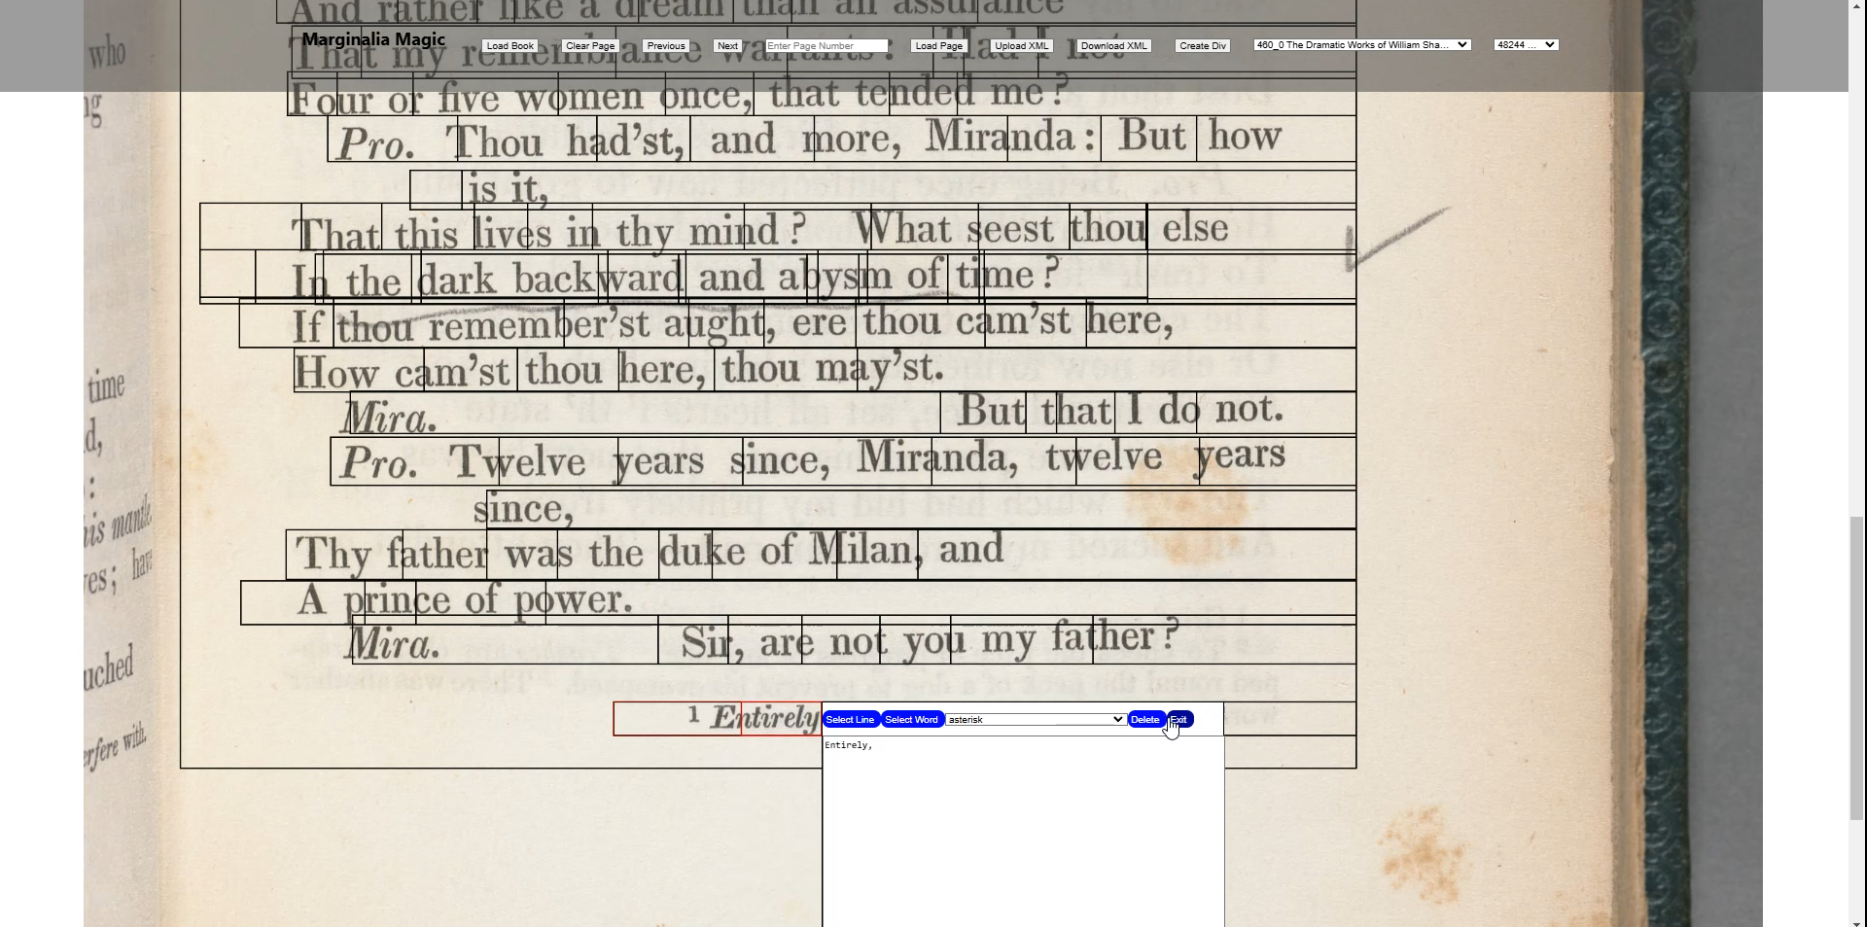 And rather like a dream than an assurance
Marginalia Magic
Load Book
Clear Page
Previous
Next
Enter Page Number
Load Page
Upload XML
Download XML
Create Div
460_0 The Dramatic Works of William Sha...
48244 ...
That my remembrance warrants: Had I not
Four or five women once, that tended me?
Pro. Thou had'st, and more, Miranda: But how
is it,
That this lives in thy mind? What seest thou else
In the dark backward and abysm of time?
If thou remember'st aught, ere thou cam'st here,
How cam'st thou here, thou may'st.
Mira. But that I do not.
Pro. Twelve years since, Miranda, twelve years
since,
Thy father was the duke of Milan, and
A prince of power.
Mira. Sir, are not you my father?
1 Entirely
Select Line
Select Word
asterisk
Delete
Exit
Entirely,
who
ng
time
d,
:
his mantle
ves; have
uched
erfere with.